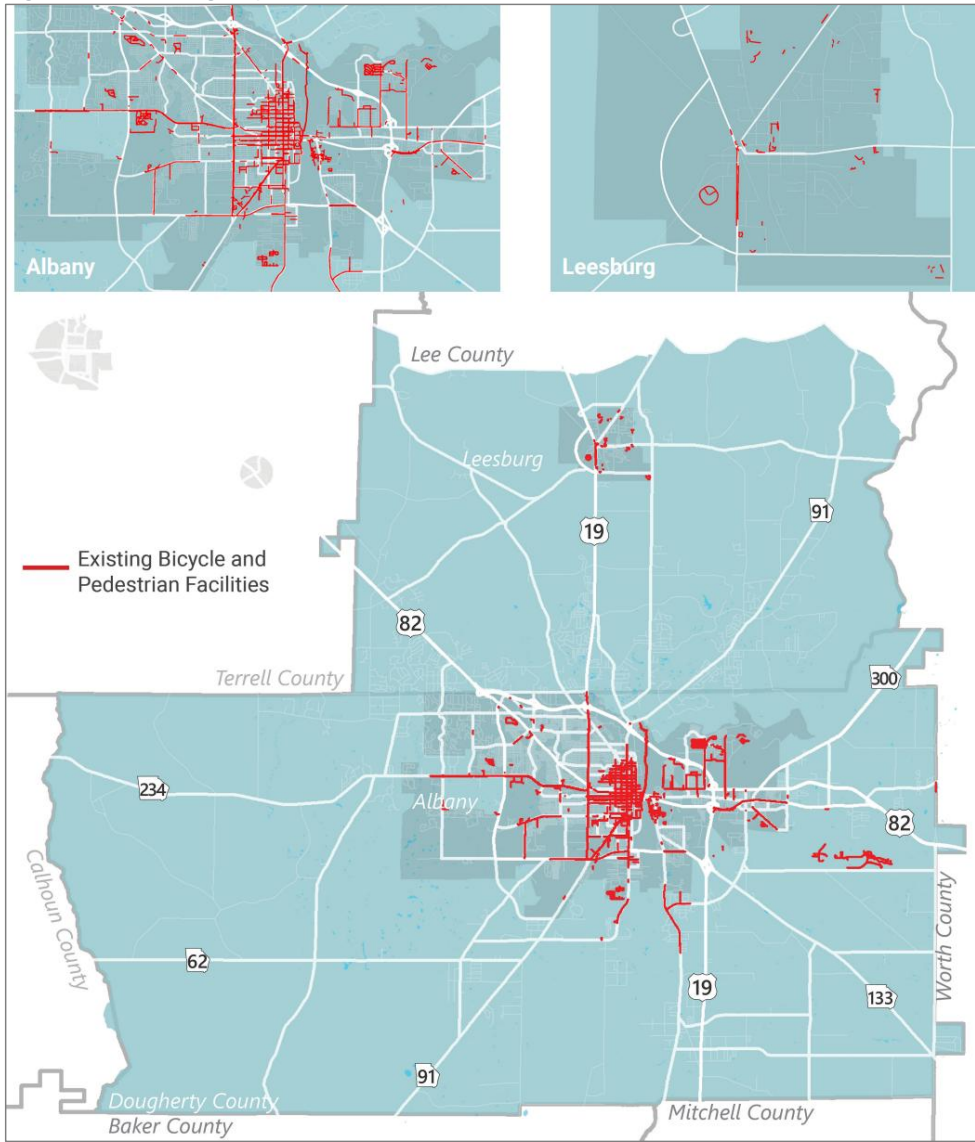 Albany
Leesburg
Lee County
Leesburg
91
19
Existing Bicycle and
Pedestrian Facilities
82
Terrell County
300
234
Albany
82
Calhoun County
Worth County
62
19
133
91
Dougherty County
Baker County
Mitchell County